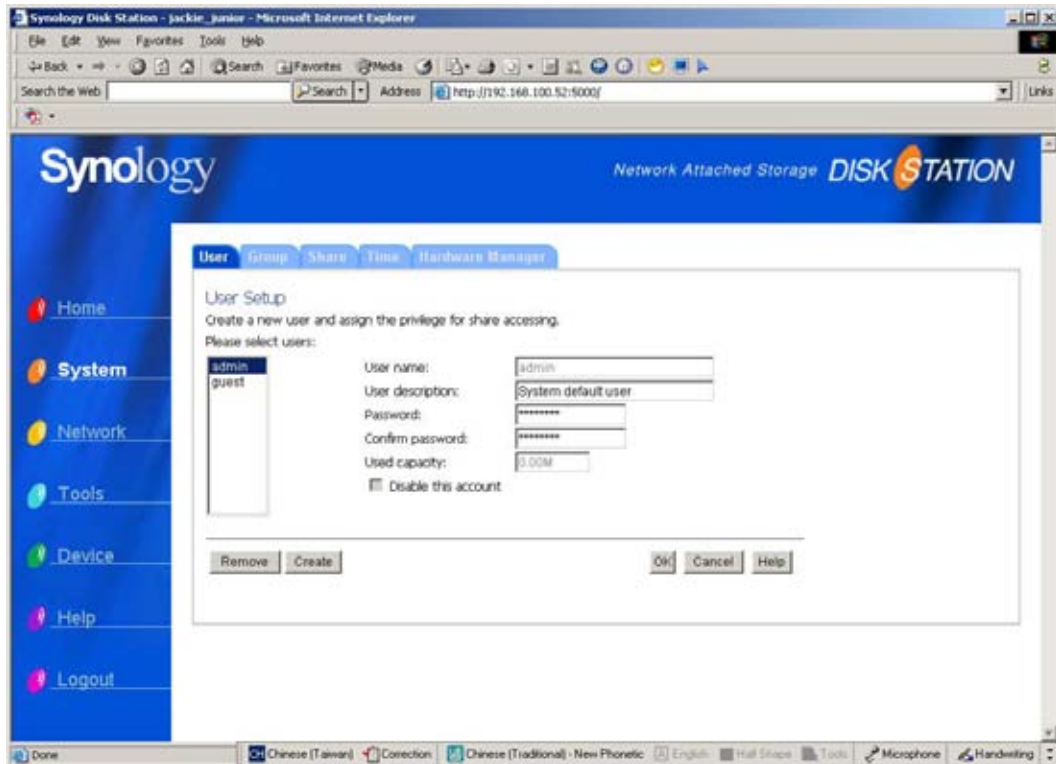 Synology Disk Station - jackie_junior - Microsoft Internet Explorer
File Edit View Favorites Tools Help
Back Search Favorites Media
Search the Web Search Address http://192.168.100.52:5000/ Links
Synology
Network Attached Storage DISK STATION
User Group Share Time Hardware Manager
Home
System
Network
Tools
Device
Help
Logout
User Setup
Create a new user and assign the privilege for share accessing.
Please select users:
admin
guest
User name: admin
User description: System default user
Password: ********
Confirm password: ********
Used capacity: 0.00M
Disable this account
Remove Create OK Cancel Help
Done CH Chinese (Taiwan) Correction Chinese (Traditional) - New Phonetic English Half Shape Tools Microphone Handwriting